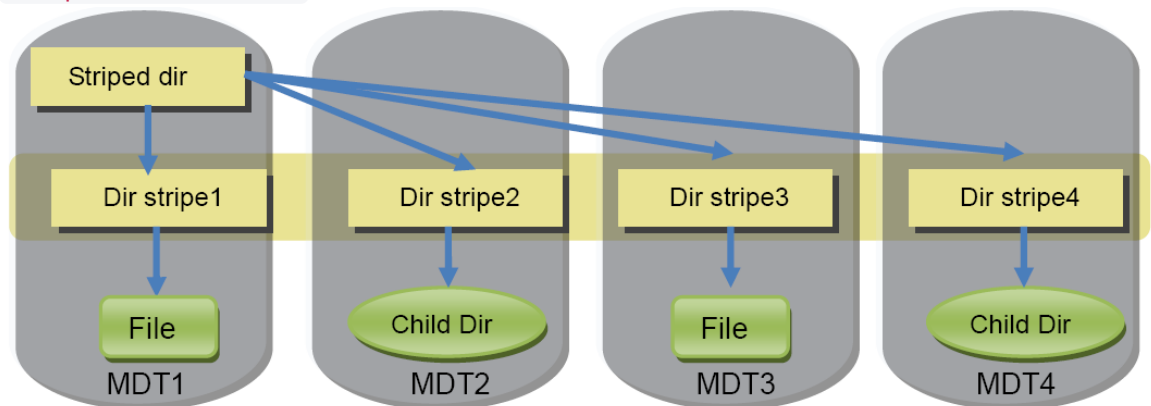 Striped dir
Dir stripe1
Dir stripe2
Dir stripe3
Dir stripe4
File
Child Dir
File
Child Dir
MDT1
MDT2
MDT3
MDT4